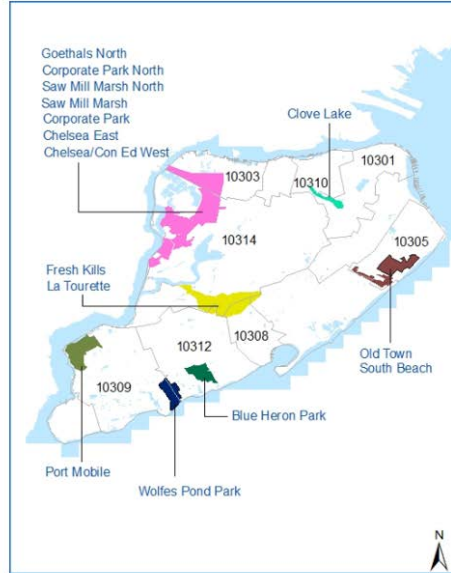 Goethals North
Corporate Park North
Saw Mill Marsh North
Saw Mill Marsh
Corporate Park
Chelsea East
Chelsea/Con Ed West
Clove Lake
10303
10310
10301
10314
10305
Fresh Kills
La Tourette
10312
10308
Old Town
South Beach
10309
Blue Heron Park
Port Mobile
Wolfes Pond Park
N